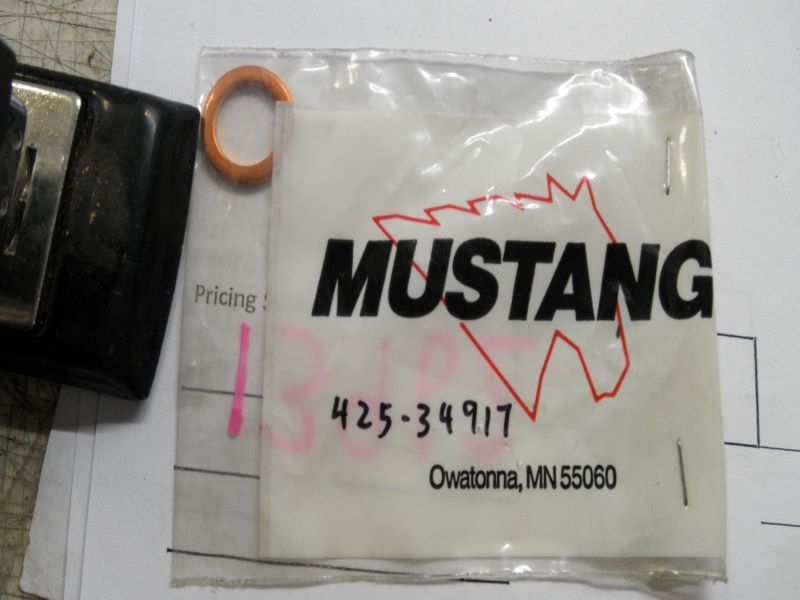 MUSTANG
Pricing
425-34917
Owatonna, MN 55060